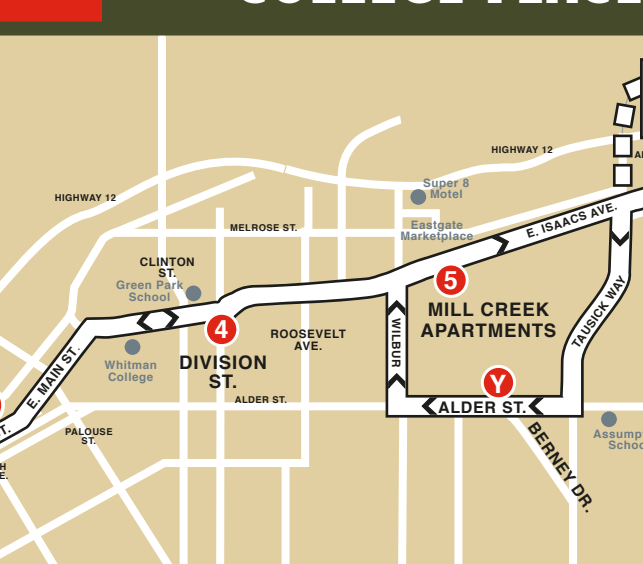 HIGHWAY 12
HIGHWAY 12
Super 8
Motel
MELROSE ST.
Eastgate
Marketplace
E. ISAACS AVE.
CLINTON
ST.
Green Park
School
5
MILL CREEK
APARTMENTS
TAUSICK WAY
4
ROOSEVELT
AVE.
WILBUR
DIVISION
ST.
Whitman
College
E. MAIN ST.
Y
ALDER ST.
ALDER ST.
PALOUSE
ST.
BERNEY DR.